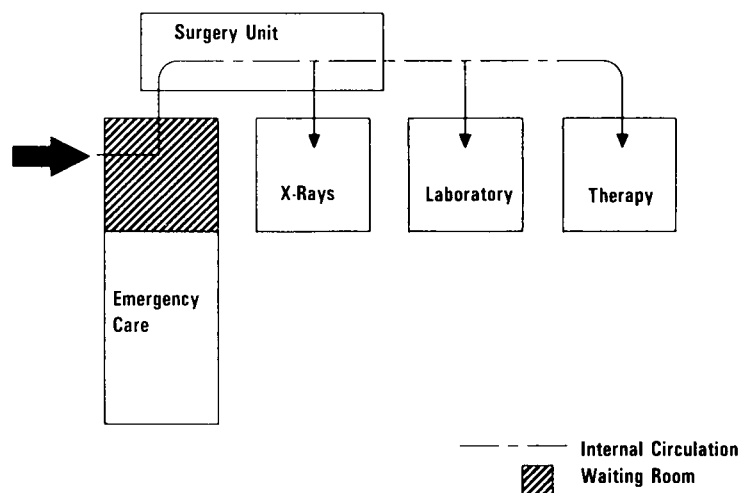 Surgery Unit
X-Rays
Laboratory
Therapy
Emergency
Care
Internal Circulation
Waiting Room